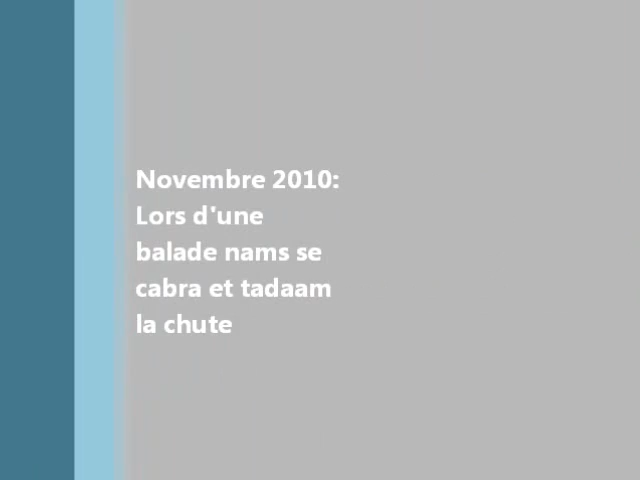 Novembre 2010:
Lors d'une
balade nams se
cabra et tadaam
la chute